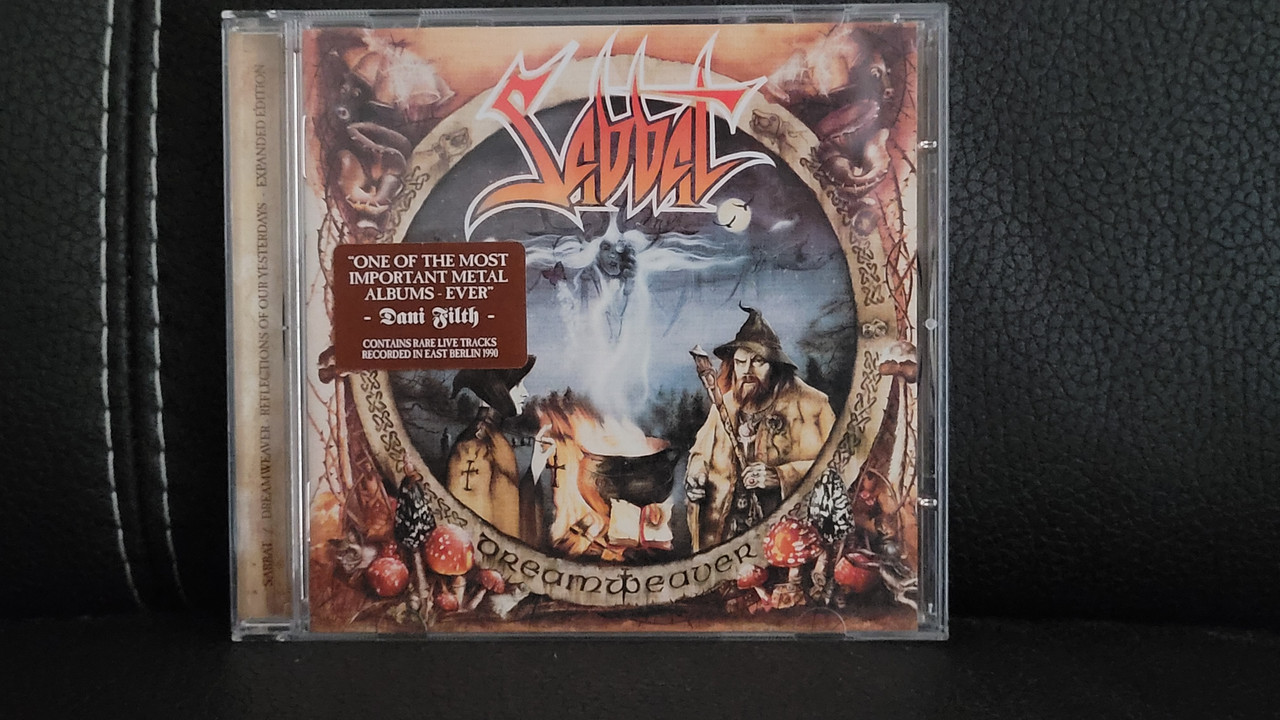 SABBAT / DREAMWEAVER - REFLECTIONS OF OUR YESTERDAYS - EXPANDED EDITION
Sabbat
"ONE OF THE MOST
IMPORTANT METAL
ALBUMS - EVER"
- Dani Filth -
CONTAINS RARE LIVE TRACKS
RECORDED IN EAST BERLIN 1990
DREAMWEAVER